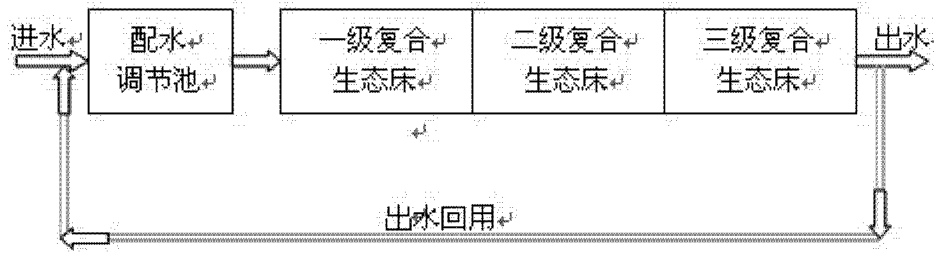 进水
配水
调节池
一级复合
生态床
二级复合
生态床
三级复合
生态床
出水
出水回用